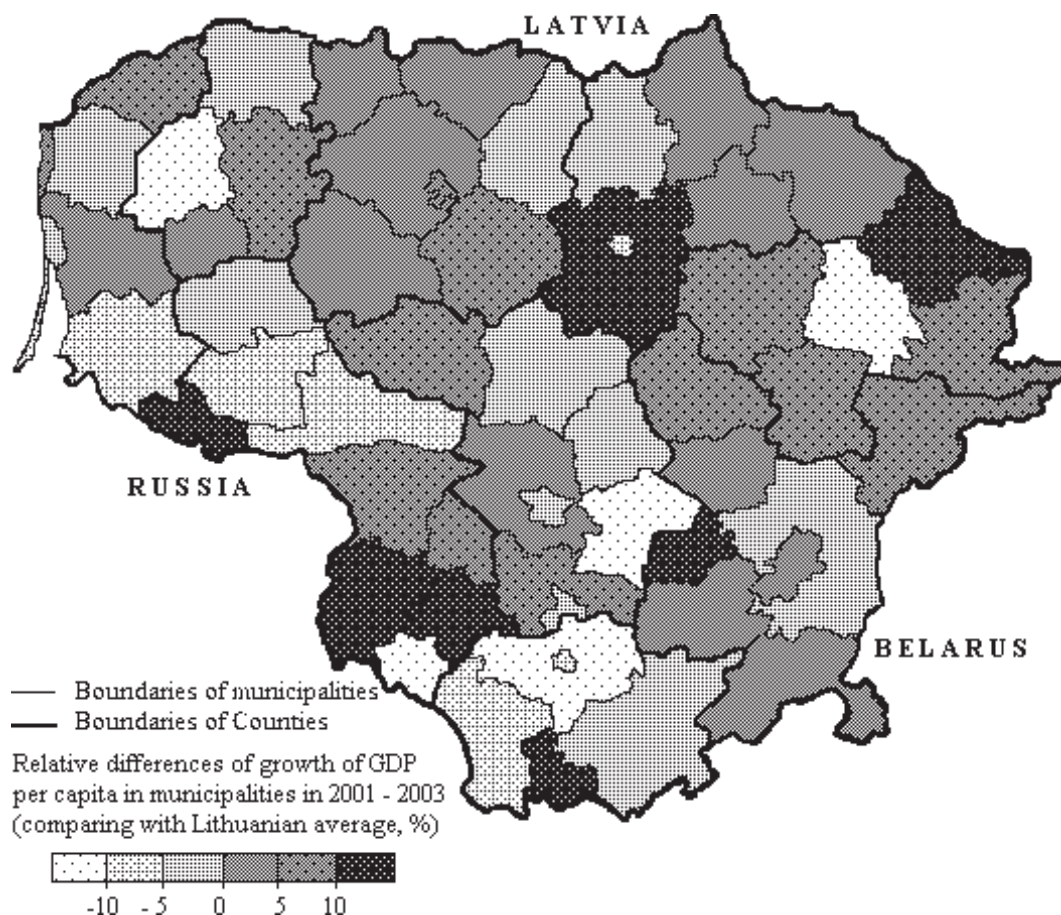 LATVIA
RUSSIA
BELARUS
Boundaries of municipalities
Boundaries of Counties
Relative differences of growth of GDP
per capita in municipalities in 2001 - 2003
(comparing with Lithuanian average, %)
-10 - 5 0 5 10